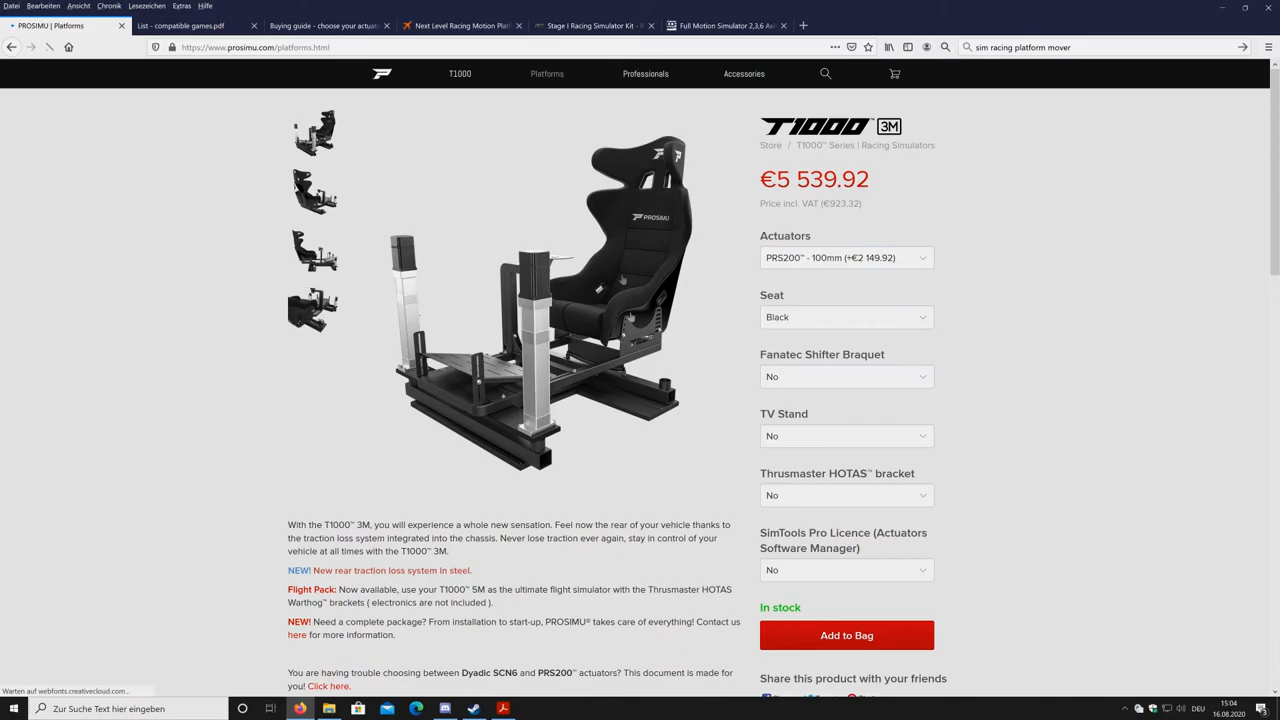 Datei Bearbeiten Ansicht Chronik Lesezeichen Extras Hilfe
PROSIMU | Platforms
List - compatible games.pdf
Buying guide - choose your actuat
Next Level Racing Motion Platf
Stage I Racing Simulator Kit - R
Full Motion Simulator 2,3,6 Axi
https://www.prosimu.com/platforms.html
sim racing platform mover
T1000 Platforms Professionals Accessories
T1000™ 3M
Store / T1000™ Series | Racing Simulators
€5 539.92
Price incl. VAT (€923.32)
Actuators
PRS200™ - 100mm (+€2 149.92)
Seat
Black
Fanatec Shifter Braquet
No
TV Stand
No
Thrusmaster HOTAS™ bracket
No
SimTools Pro Licence (Actuators
Software Manager)
No
In stock
Add to Bag
Share this product with your friends
PROSIMU
With the T1000™ 3M, you will experience a whole new sensation. Feel now the rear of your vehicle thanks to
the traction loss system integrated into the chassis. Never lose traction ever again, stay in control of your
vehicle at all times with the T1000™ 3M.
NEW! New rear traction loss system in steel.
Flight Pack: Now available, use your T1000™ 5M as the ultimate flight simulator with the Thrusmaster HOTAS
Warthog™ brackets ( electronics are not included ).
NEW! Need a complete package? From installation to start-up, PROSIMU® takes care of everything! Contact us
here for more information.
You are having trouble choosing between Dyadic SCN6 and PRS200™ actuators? This document is made for
you! Click here.
Warten auf webfonts.creativecloud.com...
Zur Suche Text hier eingeben
DEU
15:04
16.08.2020
3